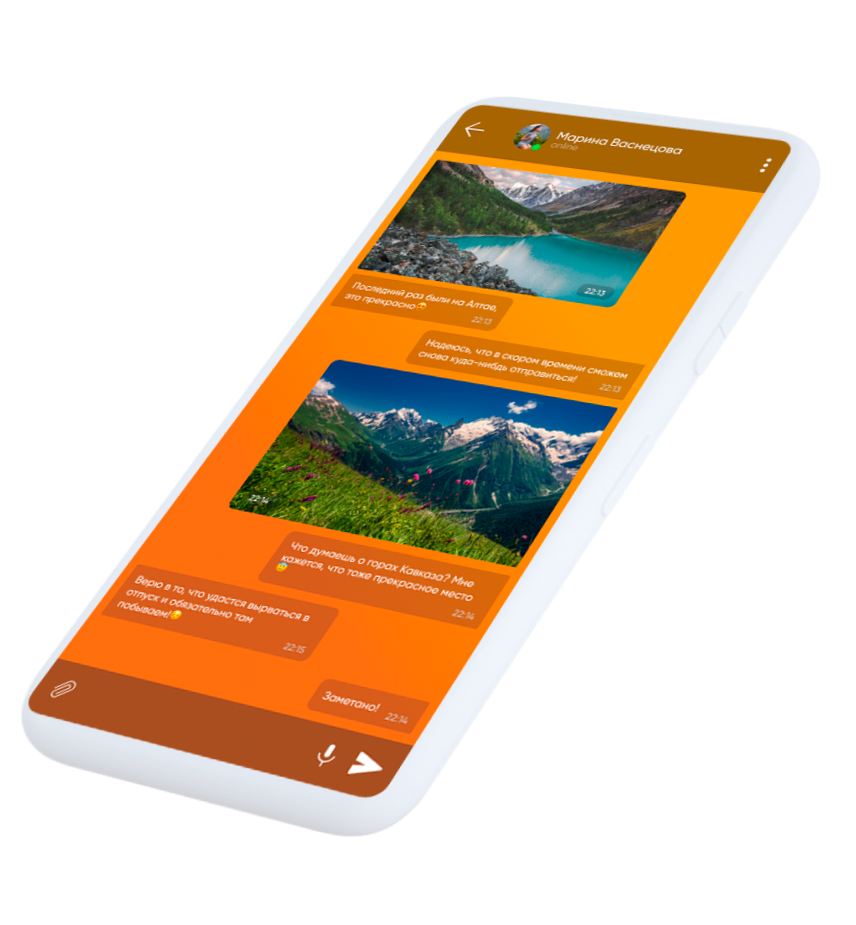 Марина Васнецова
online
22:13
Последний раз были на Алтае,
это прекрасно
22:13
Надеюсь, что в скором времени сможем
снова куда-нибудь отправиться!
22:13
22:14
Что думаешь о горах Кавказа? Мне
кажется, что тоже прекрасное место
22:14
Верю в то, что удастся вырваться в
отпуск и обязательно там
побываем!
22:15
Заметано!
22:14